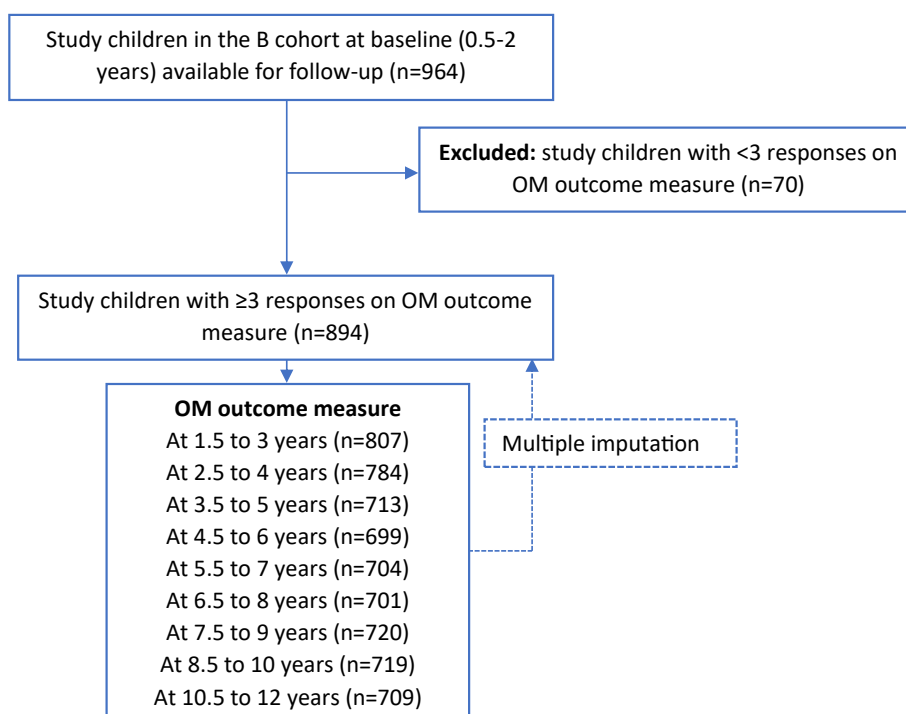 Study children in the B cohort at baseline (0.5-2
years) available for follow-up (n=964)
Excluded: study children with <3 responses on
OM outcome measure (n=70)
Study children with ≥3 responses on OM outcome
measure (n=894)
OM outcome measure
At 1.5 to 3 years (n=807)
At 2.5 to 4 years (n=784)
At 3.5 to 5 years (n=713)
At 4.5 to 6 years (n=699)
At 5.5 to 7 years (n=704)
At 6.5 to 8 years (n=701)
At 7.5 to 9 years (n=720)
At 8.5 to 10 years (n=719)
At 10.5 to 12 years (n=709)
Multiple imputation